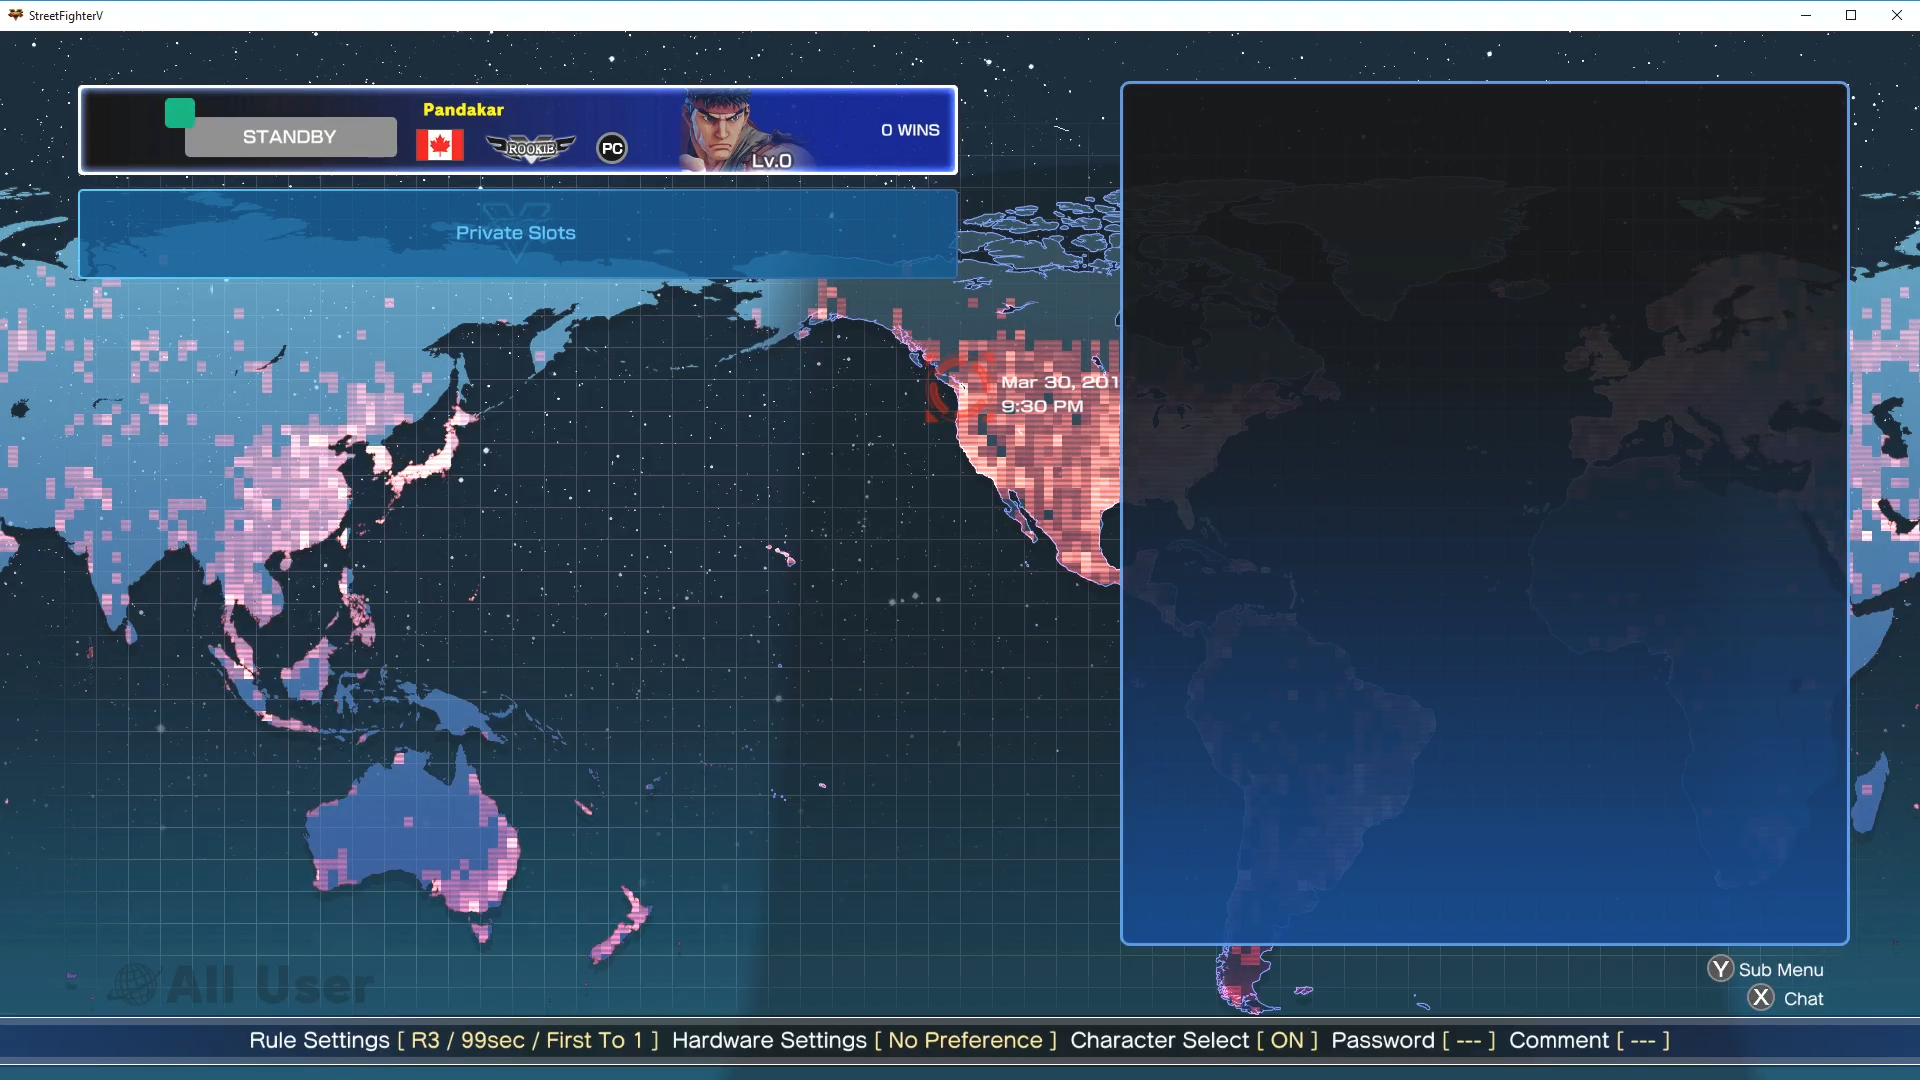 StreetFighterV
Pandakar
STANDBY
ROOKIE
PC
Lv.0
0 WINS
Private Slots
Mar 30, 201
9:30 PM
All User
Y Sub Menu
X Chat
Rule Settings [ R3 / 99sec / First To 1 ] Hardware Settings [ No Preference ] Character Select [ ON ] Password [ --- ] Comment [ --- ]